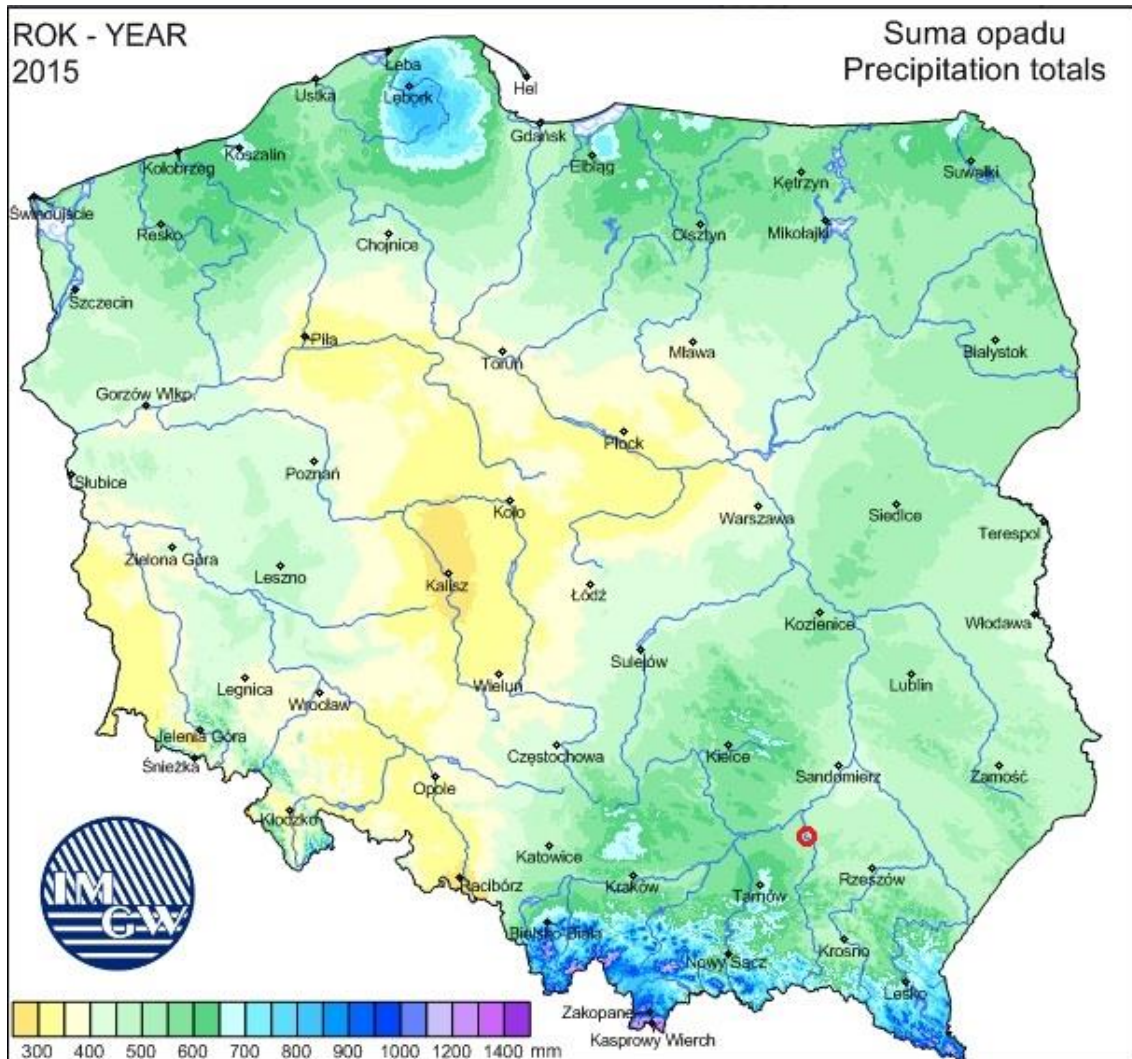 ROK - YEAR
2015
Suma opadu
Precipitation totals
Łeba
Ustka
Lębork
Hel
Gdańsk
Koszalin
Kołobrzeg
Elbląg
Suwałki
Kętrzyn
Świnoujście
Resko
Chojnice
Olsztyn
Mikołajki
Szczecin
Piła
Toruń
Mława
Białystok
Gorzów Wlkp.
Płock
Słubice
Poznań
Koło
Warszawa
Siedlce
Terespol
Zielona Góra
Leszno
Kalisz
Łódź
Kozienice
Włodawa
Sulejów
Legnica
Wrocław
Wieluń
Lublin
Jelenia Góra
Śnieżka
Częstochowa
Kielce
Sandomierz
Zamość
Opole
Kłodzko
Katowice
Racibórz
Kraków
Tarnów
Rzeszów
Bielsko-Biała
Nowy Sącz
Krosno
Lesko
Zakopane
Kasprowy Wierch
IM
GW
300 400 500 600 700 800 900 1000 1200 1400 mm